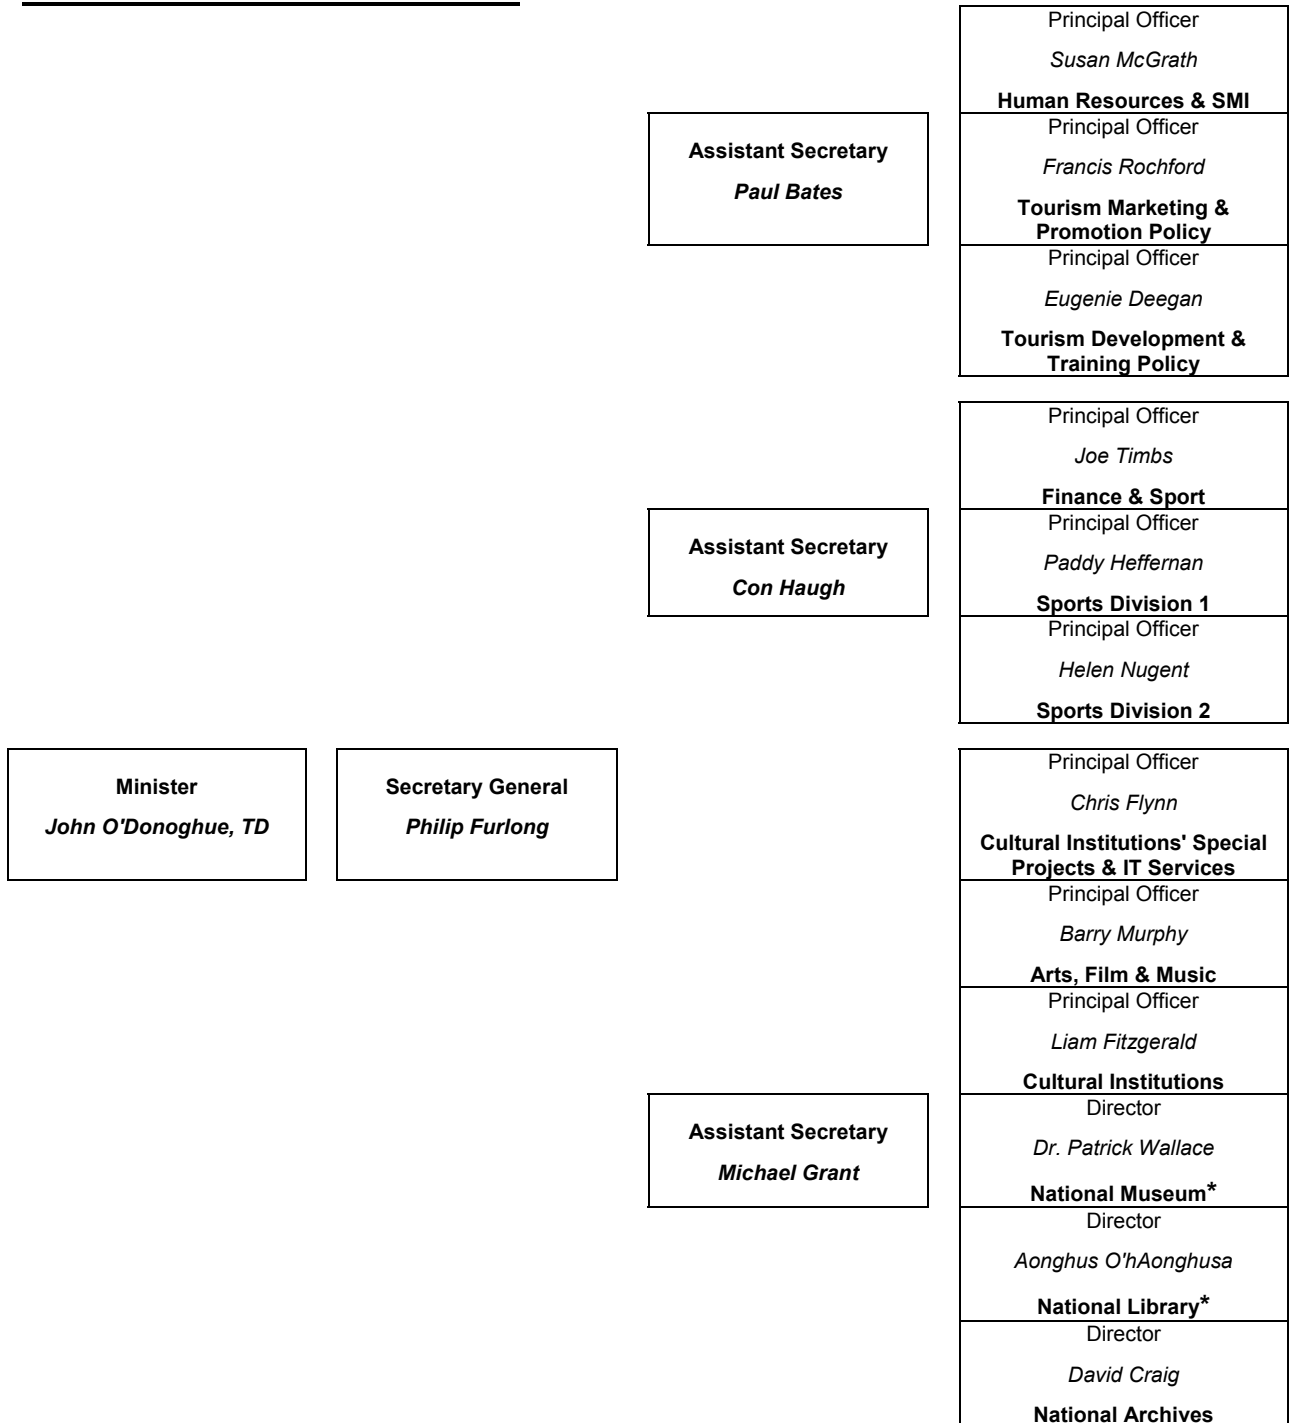 Principal Officer
Susan McGrath
Human Resources & SMI
Assistant Secretary
Paul Bates
Principal Officer
Francis Rochford
Tourism Marketing &
Promotion Policy
Principal Officer
Eugenie Deegan
Tourism Development &
Training Policy
Principal Officer
Joe Timbs
Finance & Sport
Assistant Secretary
Con Haugh
Principal Officer
Paddy Heffernan
Sports Division 1
Principal Officer
Helen Nugent
Sports Division 2
Minister
John O'Donoghue, TD
Secretary General
Philip Furlong
Principal Officer
Chris Flynn
Cultural Institutions' Special
Projects & IT Services
Principal Officer
Barry Murphy
Arts, Film & Music
Principal Officer
Liam Fitzgerald
Cultural Institutions
Assistant Secretary
Michael Grant
Director
Dr. Patrick Wallace
National Museum*
Director
Aonghus O'hAonghusa
National Library*
Director
David Craig
National Archives